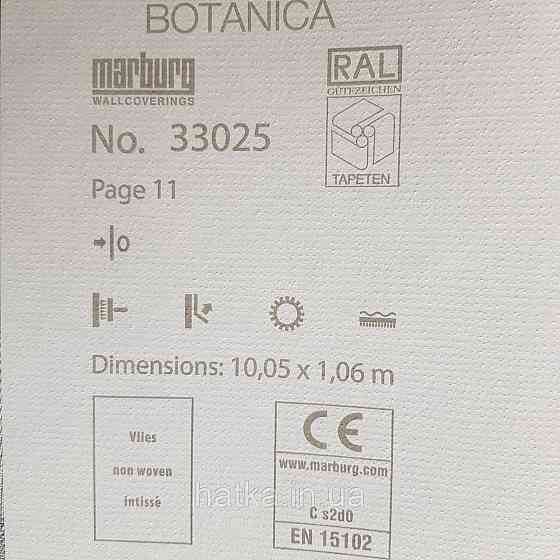 BOTANICA
marburg
WALLCOVERINGS
RAL
GÜTEZEICHEN
TAPETEN
No. 33025
Page 11
0
Dimensions: 10,05 x 1,06 m
Vlies
non woven
intissé
CE
www.marburg.com
C s2d0
EN 15102
hatka.in.ua